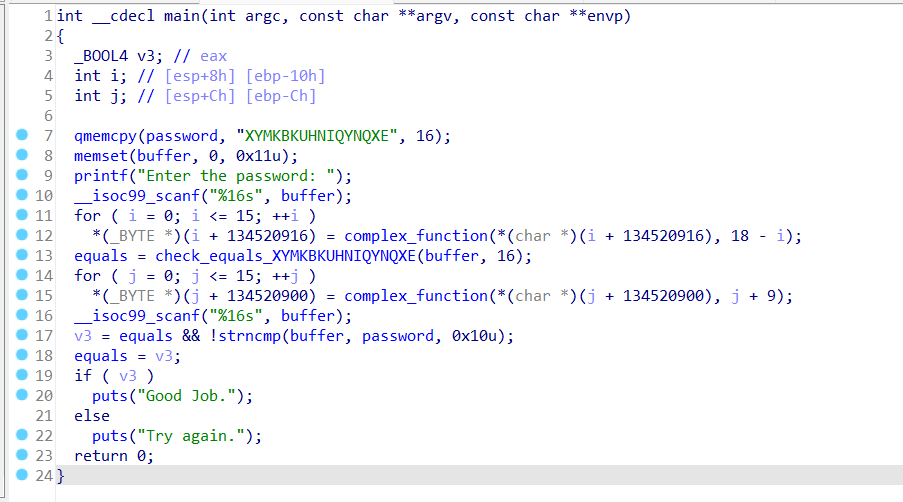 1 int __cdecl main(int argc, const char **argv, const char **envp)
2 {
3 _BOOL4 v3; // eax
4 int i; // [esp+8h] [ebp-10h]
5 int j; // [esp+Ch] [ebp-Ch]
6
7 qmemcpy(password, "XYMKBKUHNIQYNQXE", 16);
8 memset(buffer, 0, 0x11u);
9 printf("Enter the password: ");
10 __isoc99_scanf("%16s", buffer);
11 for ( i = 0; i <= 15; ++i )
12 *(_BYTE *)(i + 134520916) = complex_function(*(char *)(i + 134520916), 18 - i);
13 equals = check_equals_XYMKBKUHNIQYNQXE(buffer, 16);
14 for ( j = 0; j <= 15; ++j )
15 *(_BYTE *)(j + 134520900) = complex_function(*(char *)(j + 134520900), j + 9);
16 __isoc99_scanf("%16s", buffer);
17 v3 = equals && !strncmp(buffer, password, 0x10u);
18 equals = v3;
19 if ( v3 )
20 puts("Good Job.");
21 else
22 puts("Try again.");
23 return 0;
24 }